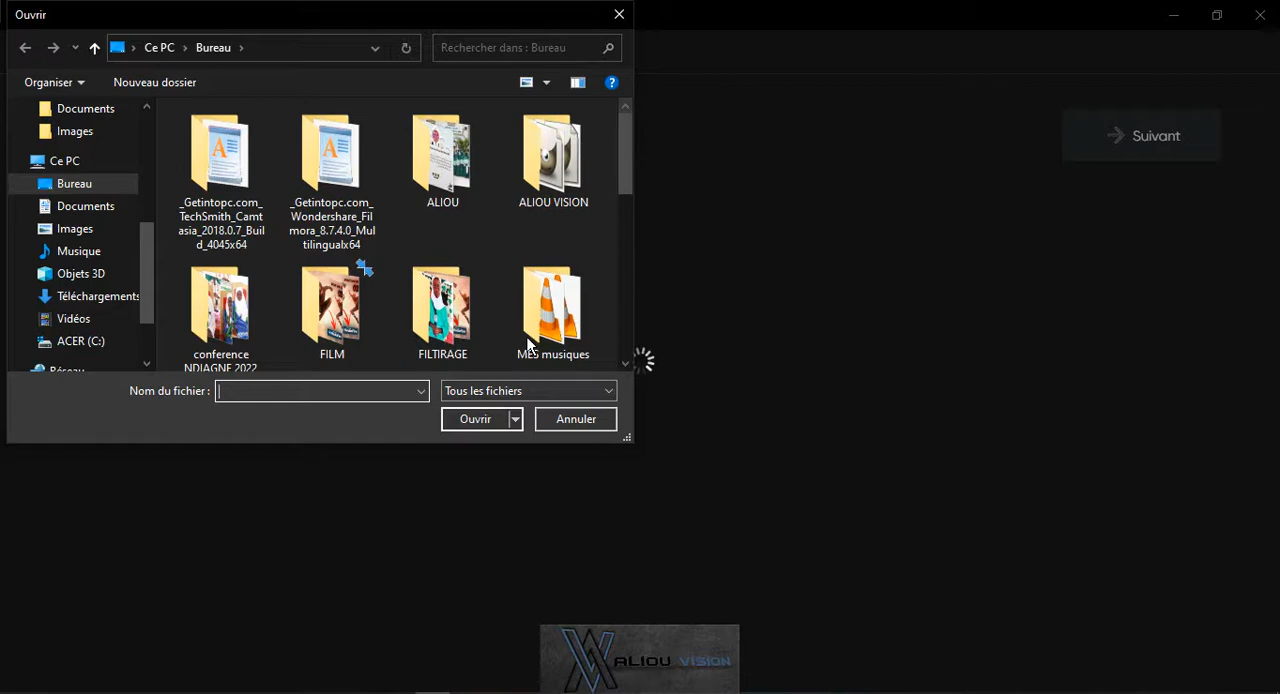 Ouvrir
Ce PC
Bureau
Rechercher dans : Bureau
Organiser
Nouveau dossier
Documents
Images
Ce PC
Bureau
Documents
Images
Musique
Objets 3D
Téléchargements
Vidéos
ACER (C:)
Réseau
_Getintopc.com_
TechSmith_Camt
asia_2018.0.7_Buil
d_4045x64
_Getintopc.com_
Wondershare_Fil
mora_8.7.4.0_Mul
tilingualx64
ALIOU
ALIOU VISION
conference
NDIAGNE 2022
FILM
FILTIRAGE
MES musiques
Nom du fichier :
Tous les fichiers
Ouvrir
Annuler
Suivant
ALIOU VISION